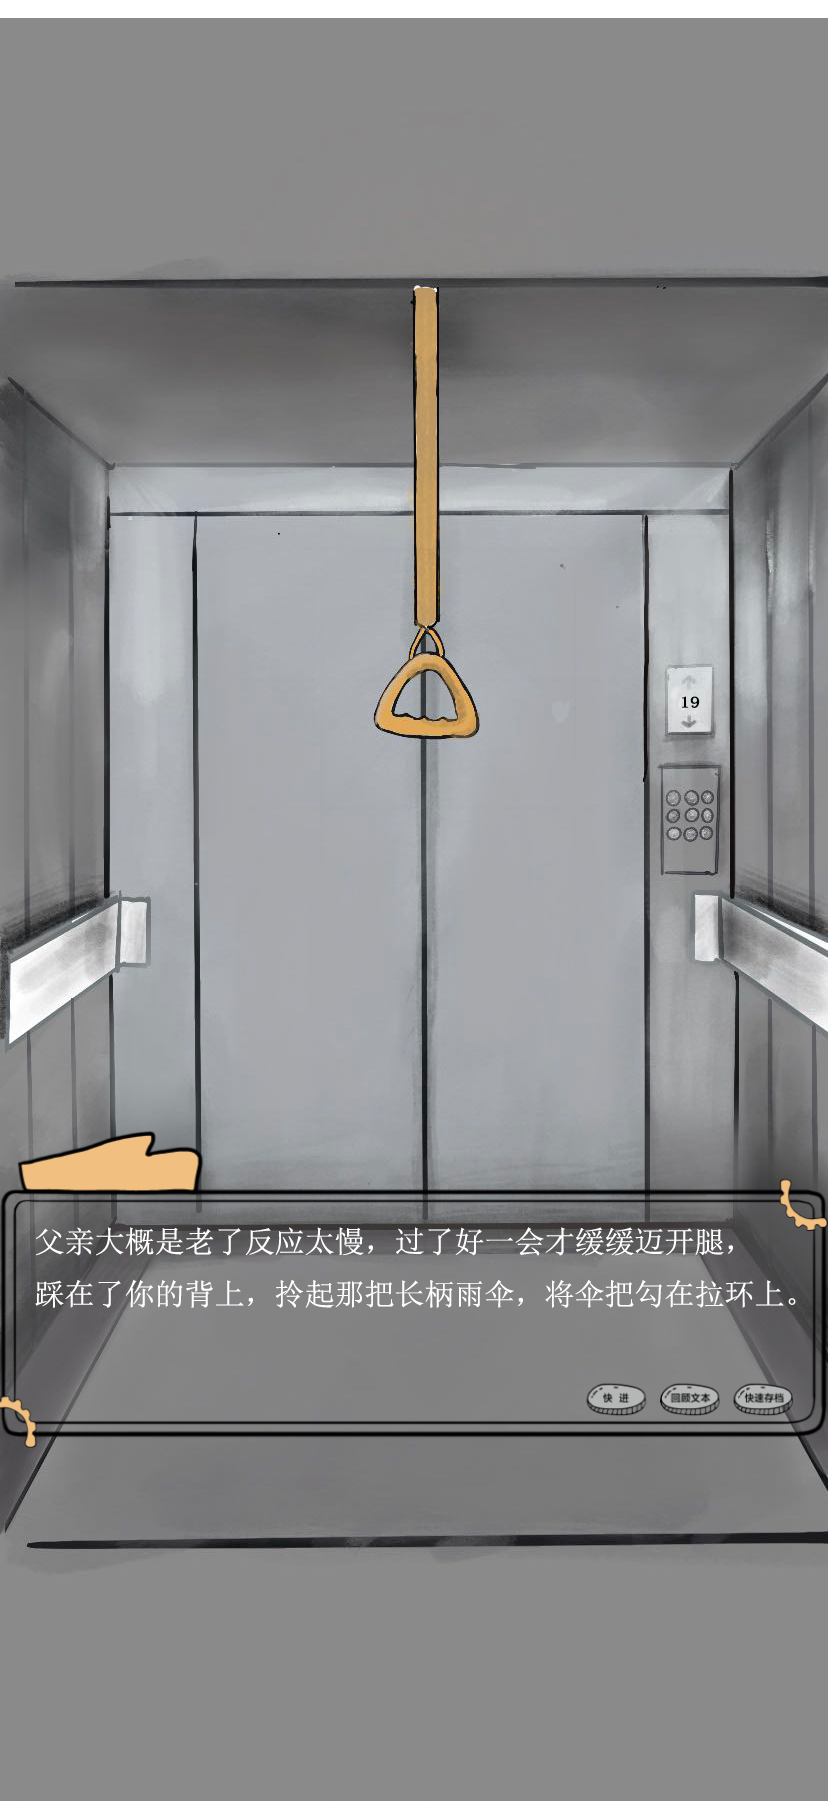 19
父亲大概是老了反应太慢，过了好一会才缓缓迈开腿，
踩在了你的背上，拎起那把长柄雨伞，将伞把勾在拉环上。
快 进
回顾文本
快速存档